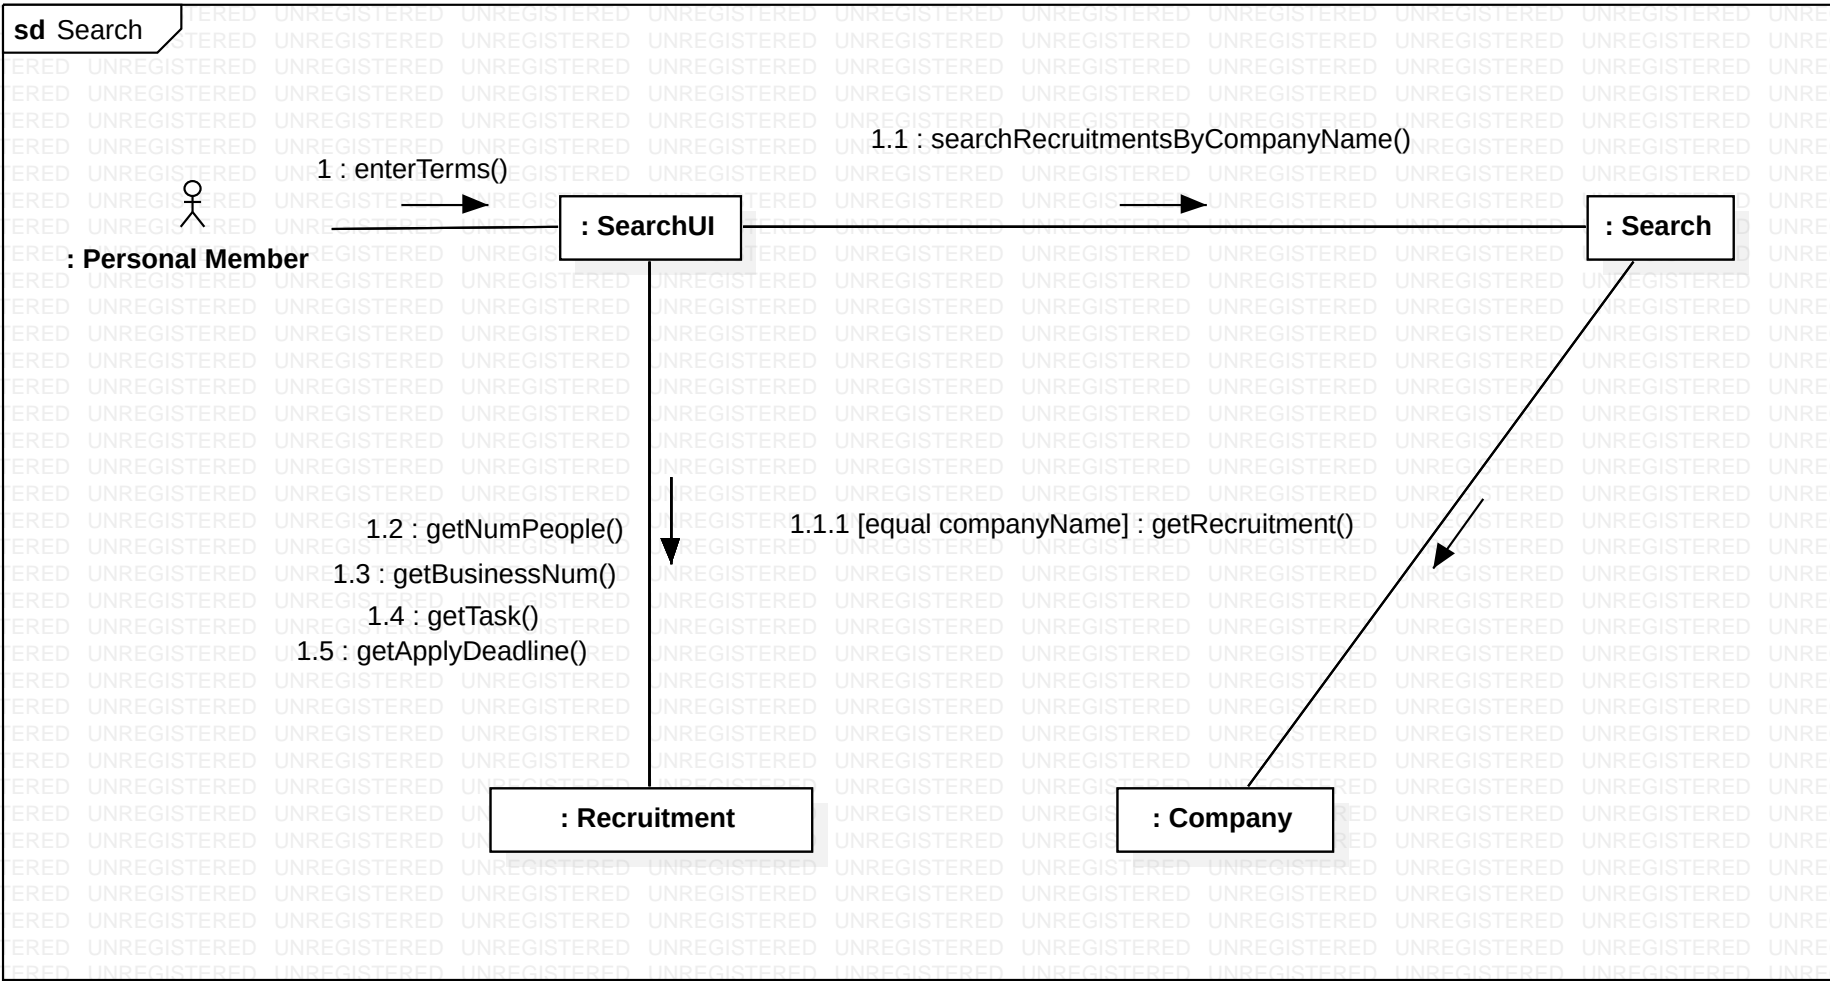 sd Search
1.1 : searchRecruitmentsByCompanyName()
1 : enterTerms()
: SearchUI
: Search
: Personal Member
1.2 : getNumPeople()
1.1.1 [equal companyName] : getRecruitment()
1.3 : getBusinessNum()
1.4 : getTask()
1.5 : getApplyDeadline()
: Recruitment
: Company
UNREGISTERED